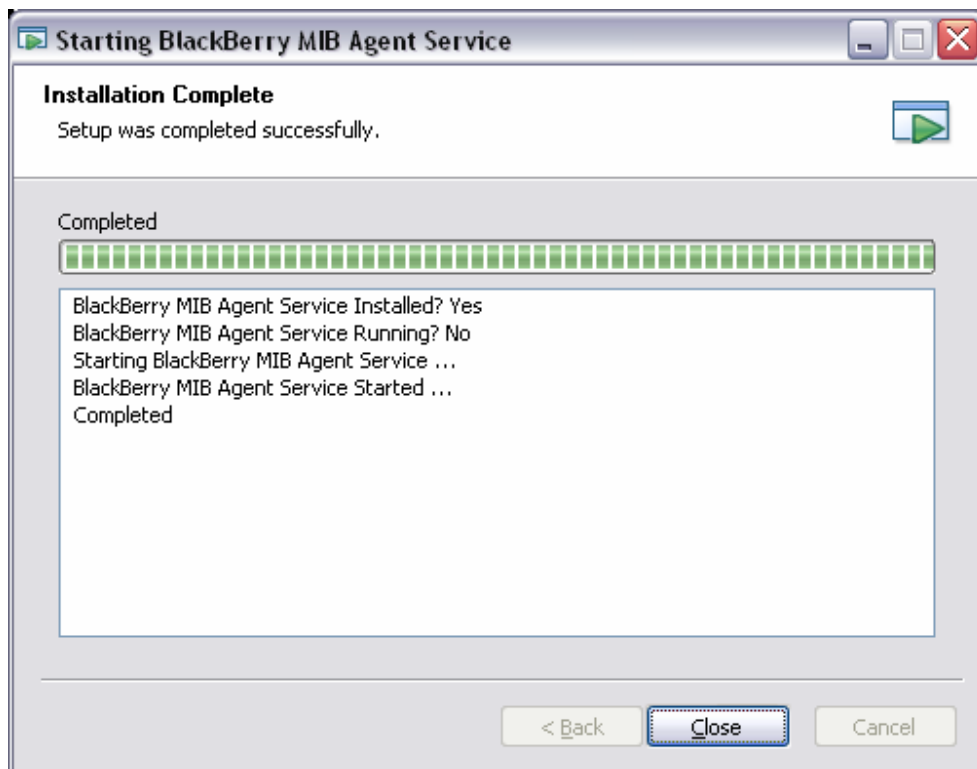 Starting BlackBerry MIB Agent Service
Installation Complete
Setup was completed successfully.
Completed
BlackBerry MIB Agent Service Installed? Yes
BlackBerry MIB Agent Service Running? No
Starting BlackBerry MIB Agent Service ...
BlackBerry MIB Agent Service Started ...
Completed
< Back Close Cancel